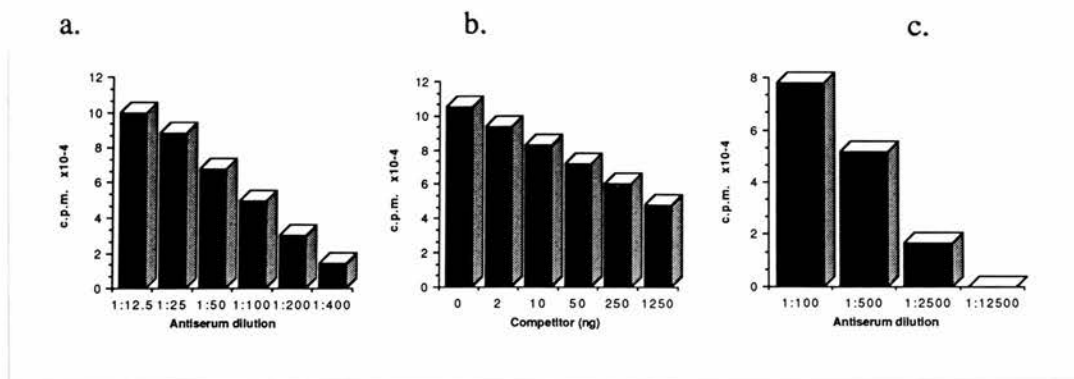 a.
b.
c.
12
10
8
6
4
2
0
c.p.m. x10-4
1:12.5 1:25 1:50 1:100 1:200 1:400
Antiserum dilution
12
10
8
6
4
2
0
c.p.m. x10-4
0 2 10 50 250 1250
Competitor (ng)
8
6
4
2
0
c.p.m. x10-4
1:100 1:500 1:2500 1:12500
Antiserum dilution